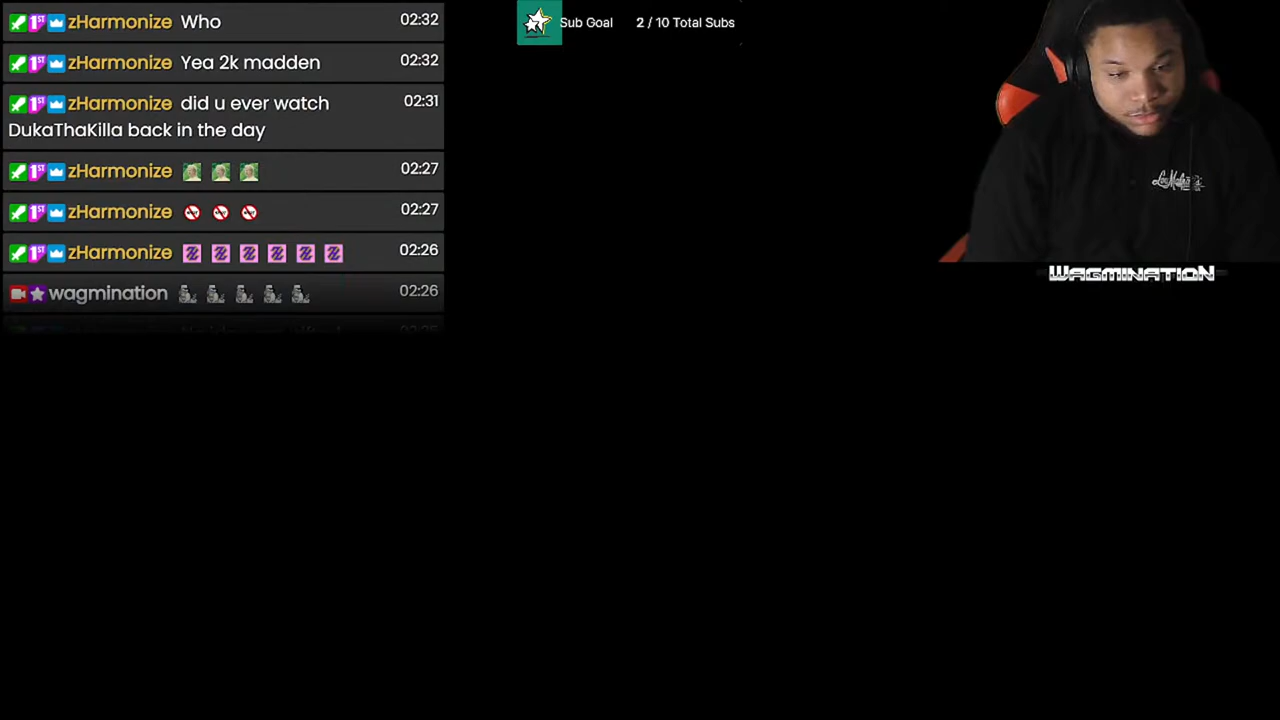 zHarmonize Who 02:32
zHarmonize Yea 2k madden 02:32
zHarmonize did u ever watch 02:31
DukaThaKilla back in the day
zHarmonize 02:27
zHarmonize 02:27
zHarmonize 02:26
wagmination 02:26
Sub Goal 2 / 10 Total Subs
WAGMINATION